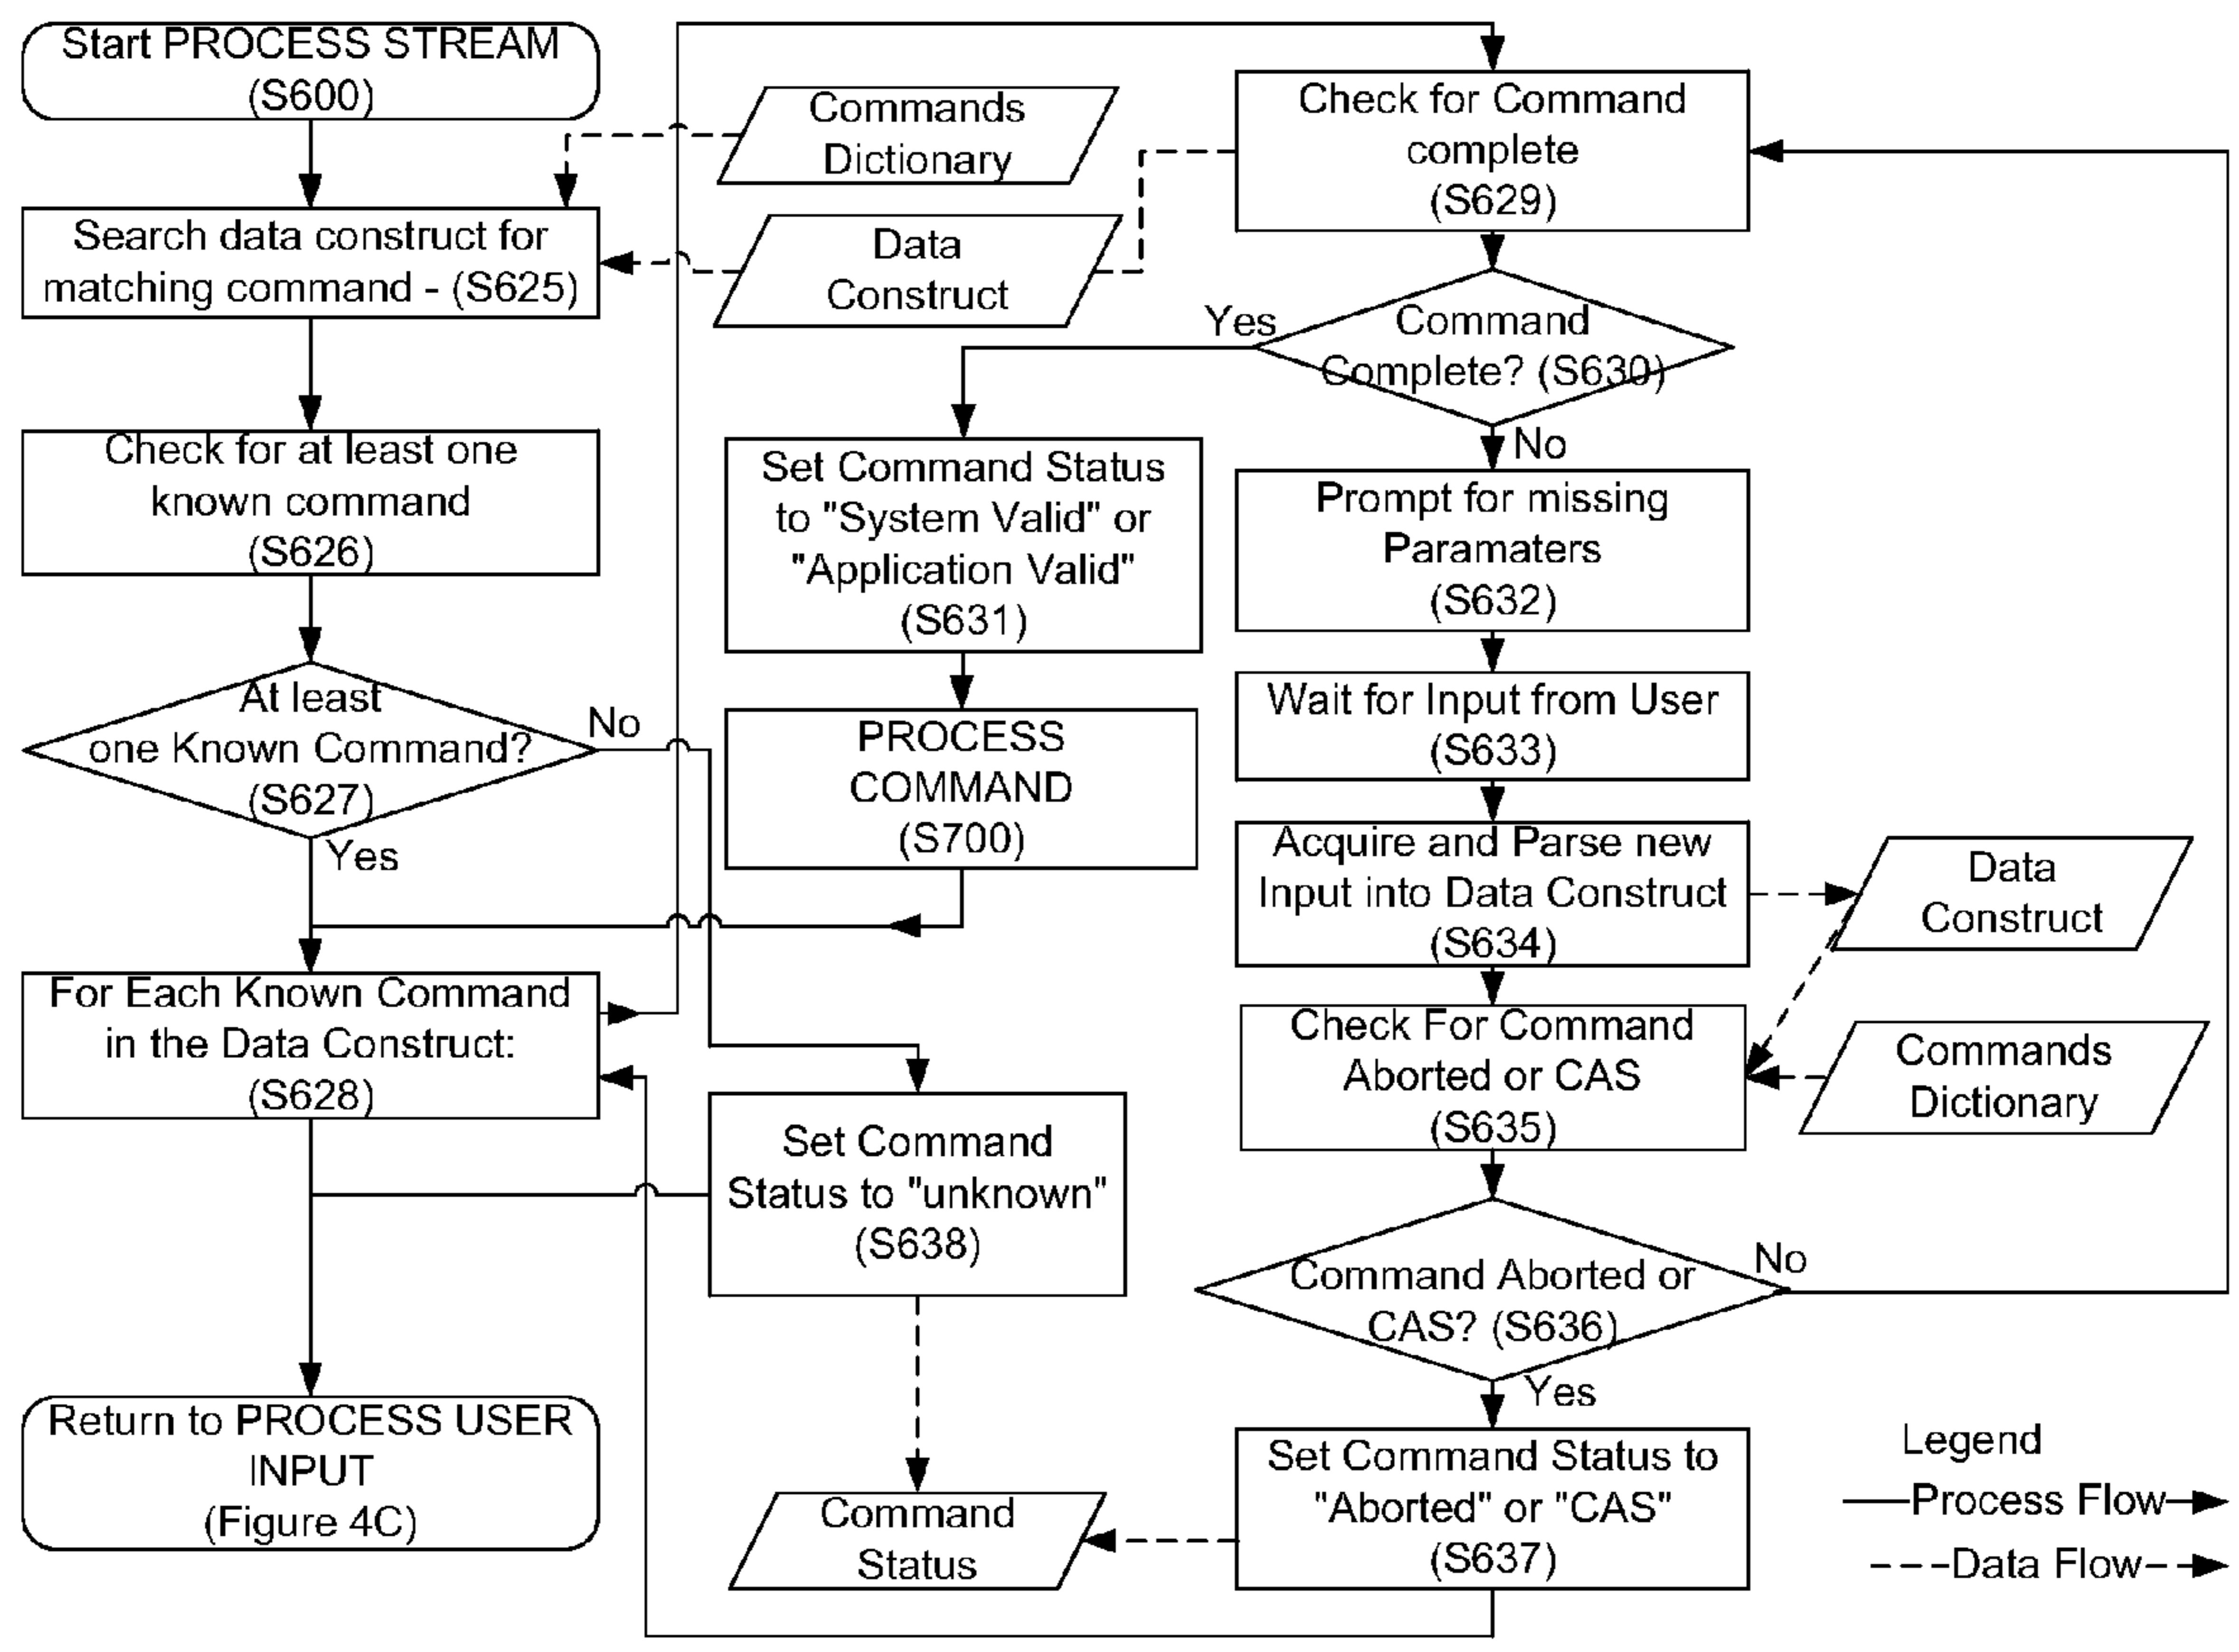 Start PROCESS STREAM
(S600)
Search data construct for
matching command - (S625)
Check for at least one
known command
(S626)
At least
one Known Command?
(S627)
No
Yes
For Each Known Command
in the Data Construct:
(S628)
Return to PROCESS USER
INPUT
(Figure 4C)
Commands
Dictionary
Data
Construct
Yes
Set Command Status
to "System Valid" or
"Application Valid"
(S631)
PROCESS
COMMAND
(S700)
Set Command
Status to "unknown"
(S638)
Command
Status
Check for Command
complete
(S629)
Command
Complete? (S630)
No
Prompt for missing
Paramaters
(S632)
Wait for Input from User
(S633)
Acquire and Parse new
Input into Data Construct
(S634)
Data
Construct
Check For Command
Aborted or CAS
(S635)
Commands
Dictionary
Command Aborted or
CAS? (S636)
No
Yes
Set Command Status to
"Aborted" or "CAS"
(S637)
Legend
Process Flow
Data Flow